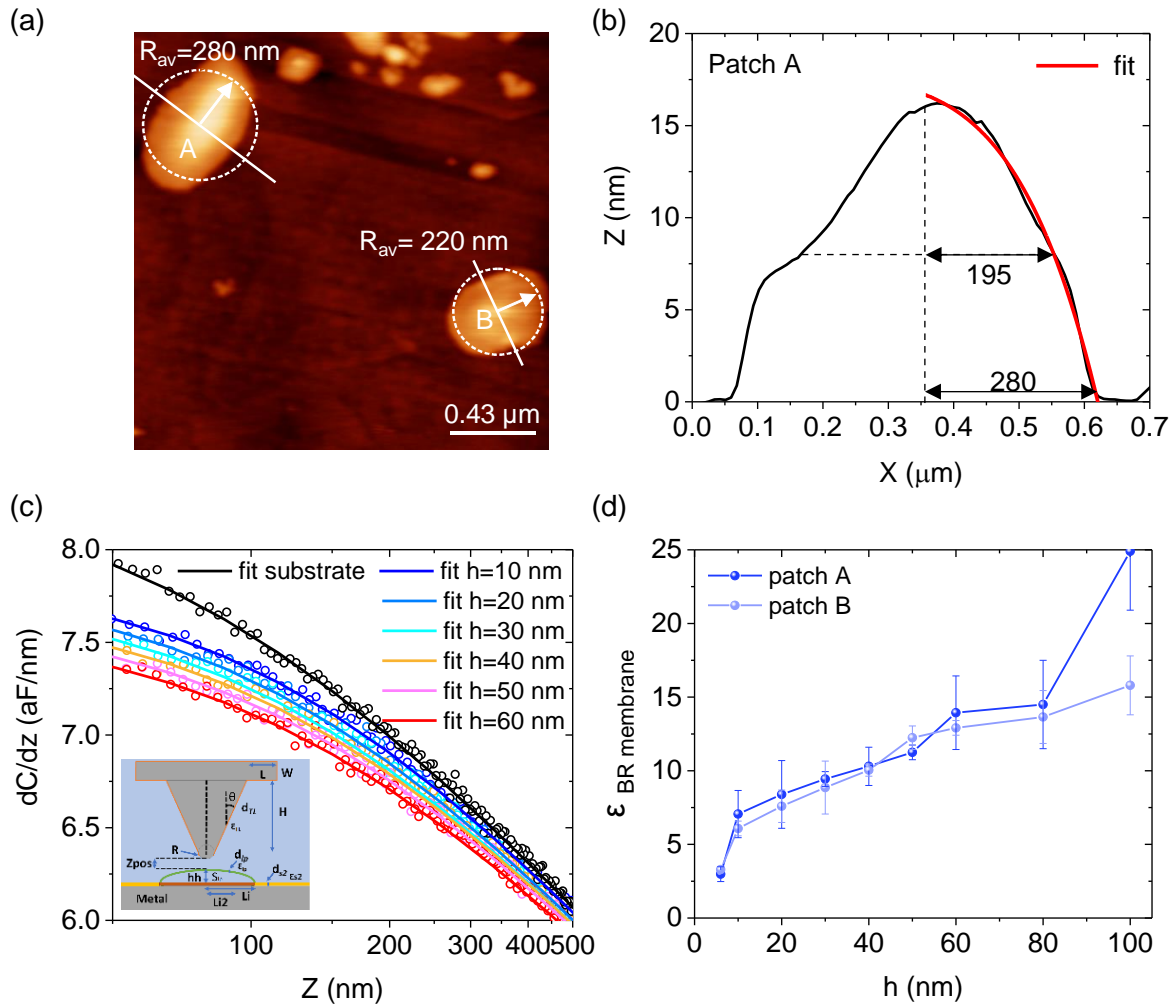 (a)
R_av=280 nm
A
R_av= 220 nm
B
0.43 µm
(b)
Patch A
fit
195
280
Z (nm)
20
15
10
5
0
0.0 0.1 0.2 0.3 0.4 0.5 0.6 0.7
X (µm)
(c)
dC/dz (aF/nm)
8.0
7.5
7.0
6.5
6.0
fit substrate
fit h=10 nm
fit h=20 nm
fit h=30 nm
fit h=40 nm
fit h=50 nm
fit h=60 nm
L W
θ
H
R
Zpos
hh
Metal
Li2
Li
100 200 300 400 500
Z (nm)
(d)
patch A
patch B
ε BR membrane
25
20
15
10
5
0
0 20 40 60 80 100
h (nm)